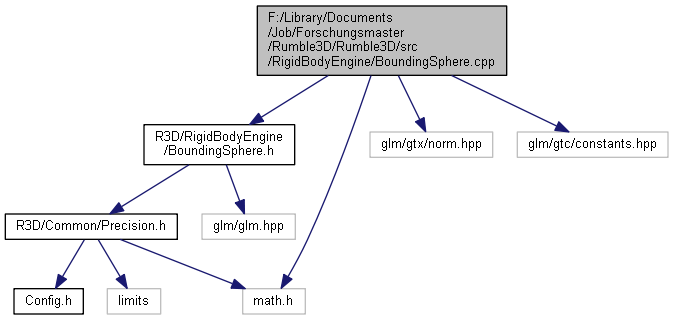 F:/Library/Documents
/Job/Forschungsmaster
/Rumble3D/Rumble3D/src
/RigidBodyEngine/BoundingSphere.cpp
R3D/RigidBodyEngine
/BoundingSphere.h
glm/gtx/norm.hpp
glm/gtc/constants.hpp
R3D/Common/Precision.h
glm/glm.hpp
Config.h
limits
math.h